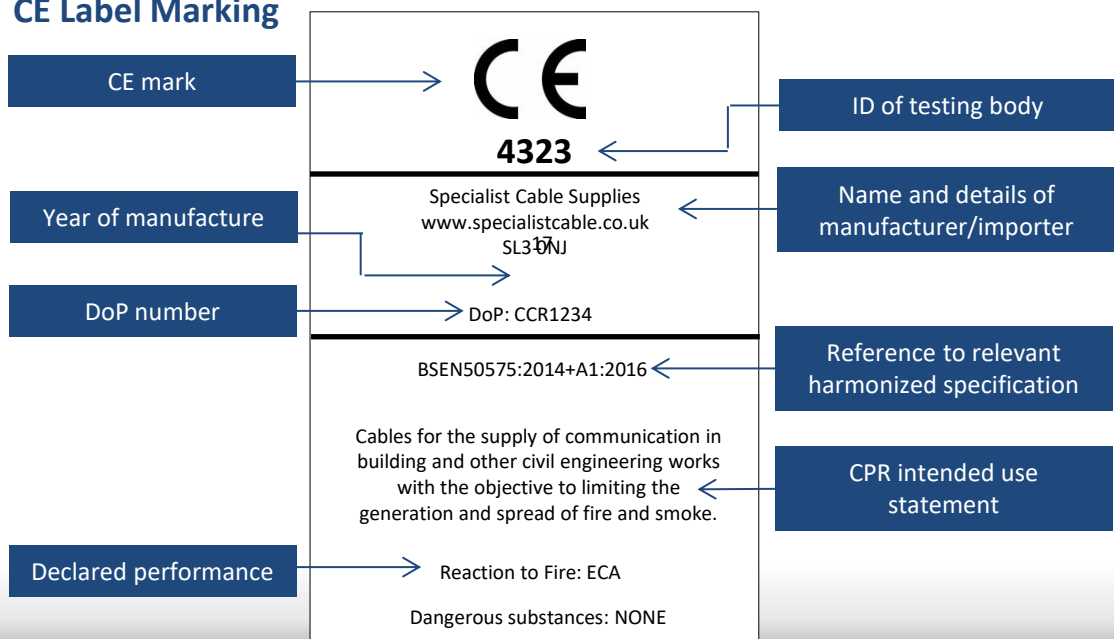 CE Label Marking
CE
CE mark
ID of testing body
4323
Specialist Cable Supplies
www.specialistcable.co.uk
SL3 0NJ
17
Name and details of
manufacturer/importer
Year of manufacture
DoP number
DoP: CCR1234
BSEN50575:2014+A1:2016
Reference to relevant
harmonized specification
Cables for the supply of communication in
building and other civil engineering works
with the objective to limiting the
generation and spread of fire and smoke.
CPR intended use
statement
Declared performance
Reaction to Fire: ECA
Dangerous substances: NONE